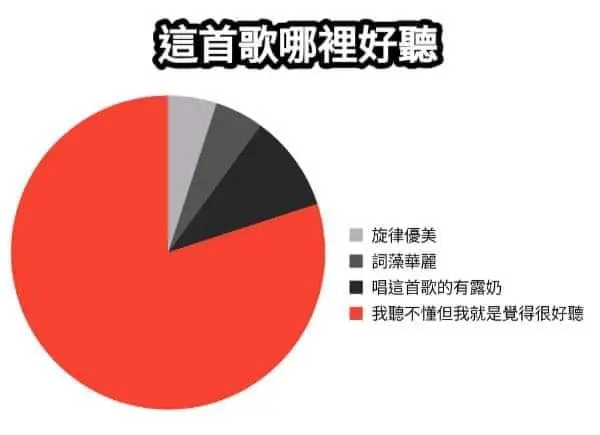 這首歌哪裡好聽
旋律優美
詞藻華麗
唱這首歌的有露奶
我聽不懂但我就是覺得很好聽